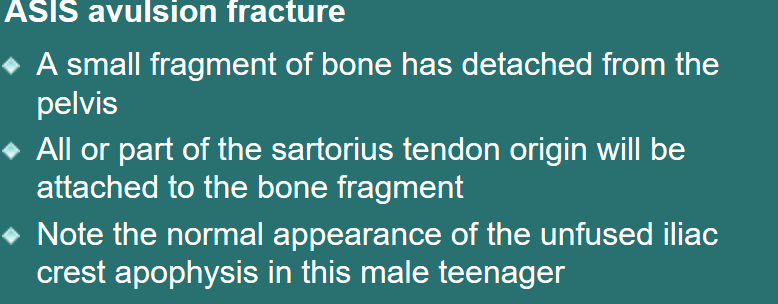 ASIS avulsion fracture
A small fragment of bone has detached from the
pelvis
All or part of the sartorius tendon origin will be
attached to the bone fragment
Note the normal appearance of the unfused iliac
crest apophysis in this male teenager